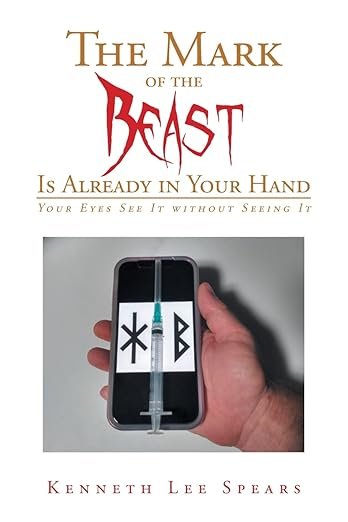 The Mark
of the
Beast
Is Already in Your Hand
Your Eyes See It without Seeing It
Kenneth Lee Spears